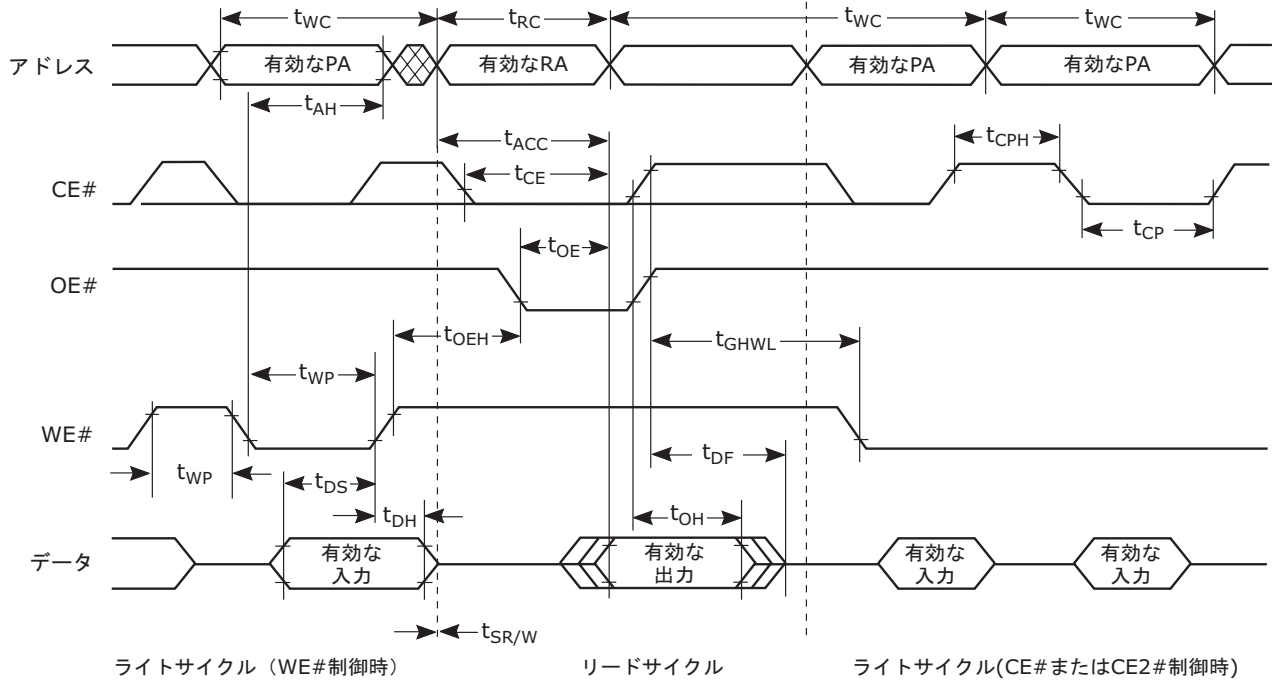 tWC
tRC
tWC
tWC
アドレス
有効なPA
有効なRA
有効なPA
有効なPA
tAH
tACC
tCPH
CE#
tCE
tCP
tOE
OE#
tOEH
tGHWL
tWP
WE#
tWP
tDS
tDF
tDH
tOH
データ
有効な
入力
有効な
出力
有効な
入力
有効な
入力
tSR/W
ライトサイクル（WE#制御時）
リードサイクル
ライトサイクル(CE#またはCE2#制御時)